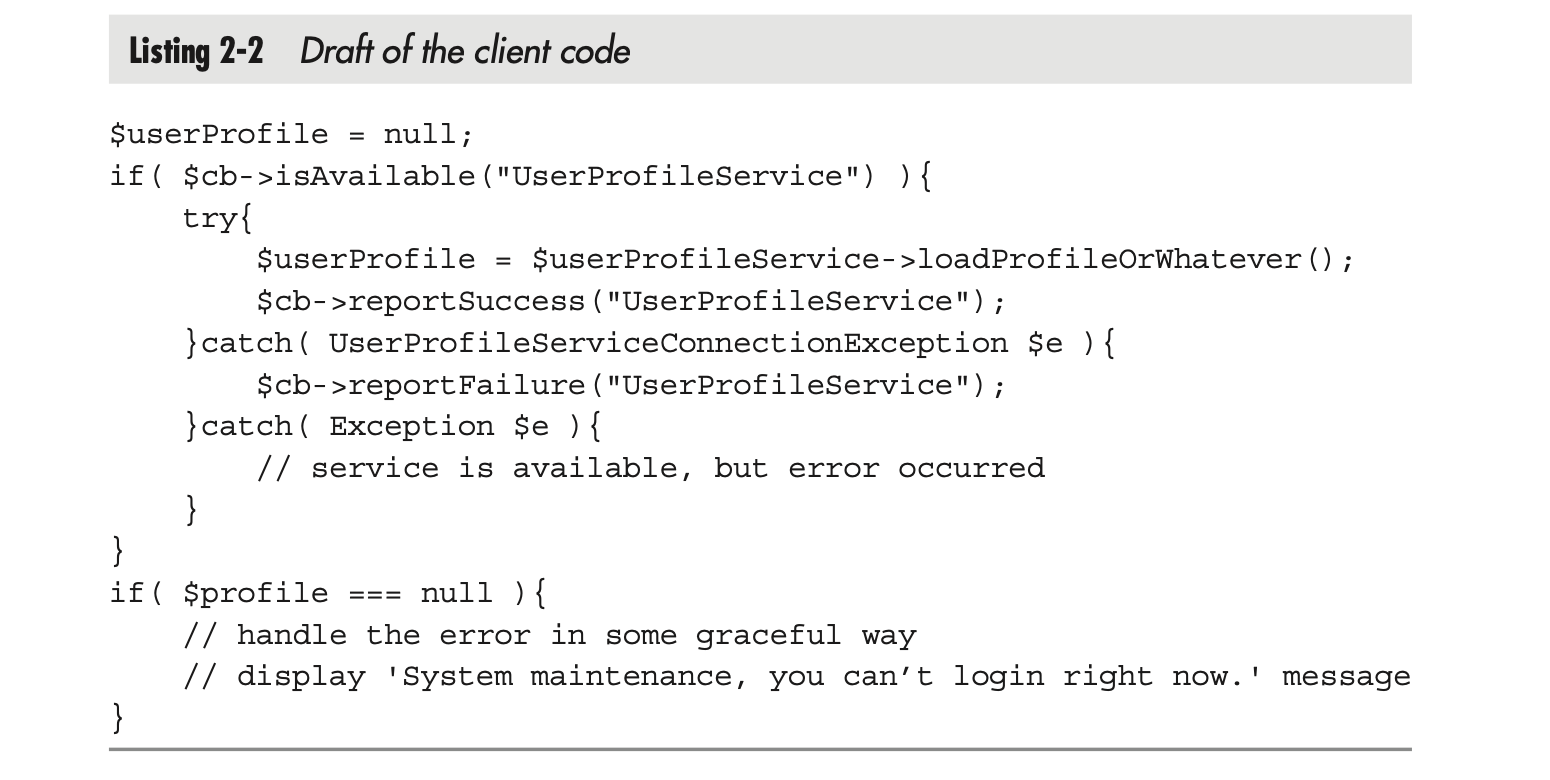 Listing 2-2 Draft of the client code
$userProfile = null;
if( $cb->isAvailable("UserProfileService") ){
    try{
        $userProfile = $userProfileService->loadProfileOrWhatever();
        $cb->reportSuccess("UserProfileService");
    }catch( UserProfileServiceConnectionException $e ){
        $cb->reportFailure("UserProfileService");
    }catch( Exception $e ){
        // service is available, but error occurred
    }
}
if( $profile === null ){
    // handle the error in some graceful way
    // display 'System maintenance, you can’t login right now.' message
}